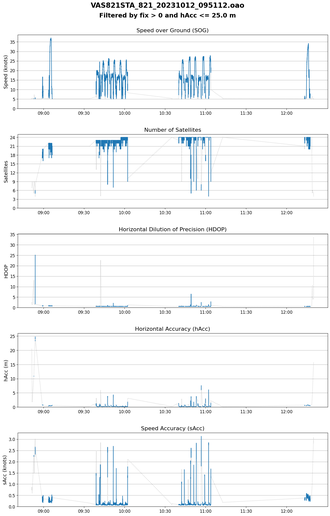 VAS821STA_821_20231012_095112.oao
Filtered by fix > 0 and hAcc <= 25.0 m
Speed over Ground (SOG)
Speed (knots)
35
30
25
20
15
10
5
0
09:00 09:30 10:00 10:30 11:00 11:30 12:00
Number of Satellites
Satellites
24
21
18
15
12
9
6
3
0
09:00 09:30 10:00 10:30 11:00 11:30 12:00
Horizontal Dilution of Precision (HDOP)
HDOP
35
30
25
20
15
10
5
0
09:00 09:30 10:00 10:30 11:00 11:30 12:00
Horizontal Accuracy (hAcc)
hAcc (m)
25
20
15
10
5
0
09:00 09:30 10:00 10:30 11:00 11:30 12:00
Speed Accuracy (sAcc)
sAcc (knots)
3.0
2.5
2.0
1.5
1.0
0.5
0.0
09:00 09:30 10:00 10:30 11:00 11:30 12:00